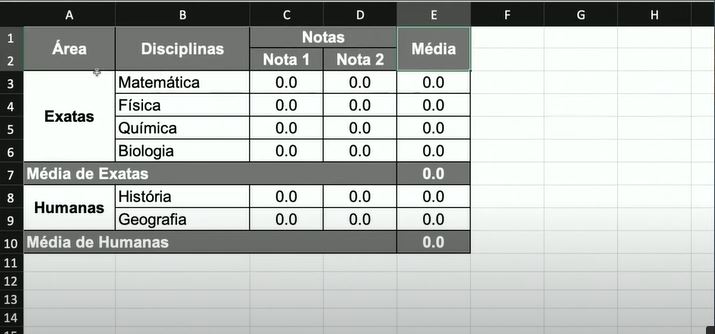 A B C D E F G H
1 Área Disciplinas Notas Média
2 Nota 1 Nota 2
3 Exatas Matemática 0.0 0.0 0.0
4 Física 0.0 0.0 0.0
5 Química 0.0 0.0 0.0
6 Biologia 0.0 0.0 0.0
7 Média de Exatas 0.0
8 Humanas História 0.0 0.0 0.0
9 Geografia 0.0 0.0 0.0
10 Média de Humanas 0.0
11
12
13
14
15